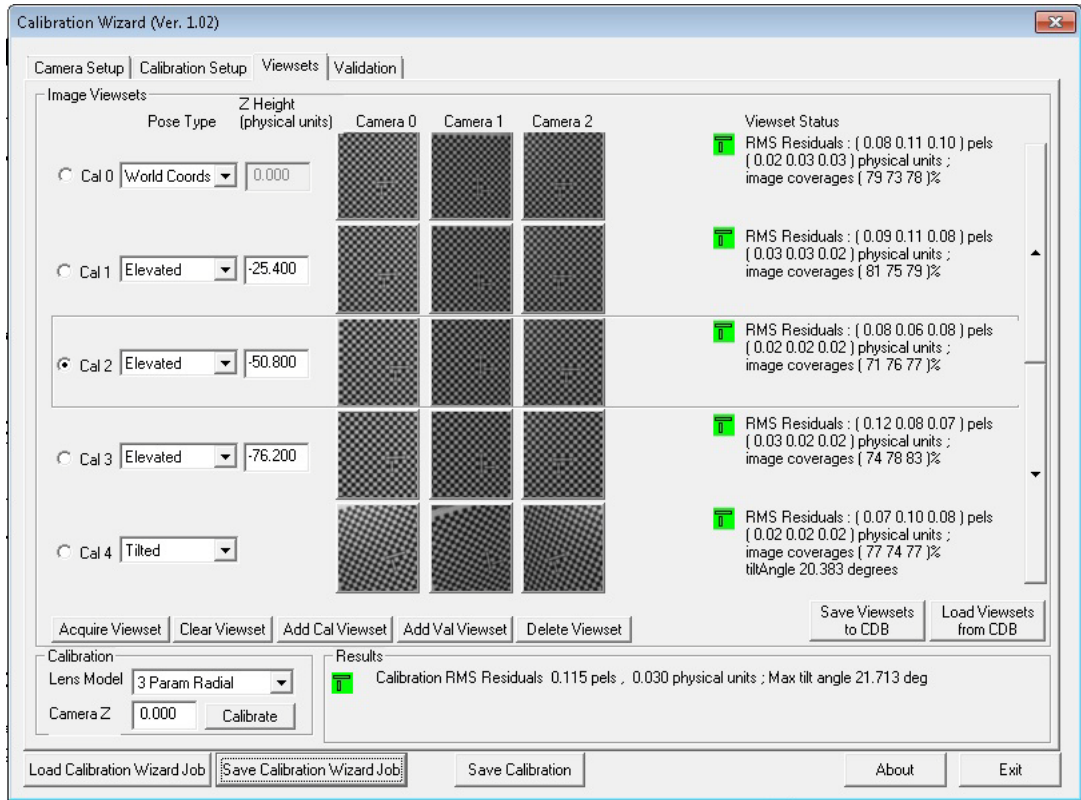 Calibration Wizard (Ver. 1.02)
Camera Setup Calibration Setup Viewsets Validation
Image Viewsets
Pose Type
Z Height
(physical units)
Camera 0 Camera 1 Camera 2
Viewset Status
Cal 0 World Coords 0.000
RMS Residuals : ( 0.08 0.11 0.10 ) pels
( 0.02 0.03 0.03 ) physical units ;
image coverages ( 79 73 78 )%
Cal 1 Elevated -25.400
RMS Residuals : ( 0.09 0.11 0.08 ) pels
( 0.03 0.03 0.02 ) physical units ;
image coverages ( 81 75 79 )%
Cal 2 Elevated -50.800
RMS Residuals : ( 0.08 0.06 0.08 ) pels
( 0.02 0.02 0.02 ) physical units ;
image coverages ( 71 76 77 )%
Cal 3 Elevated -76.200
RMS Residuals : ( 0.12 0.08 0.07 ) pels
( 0.03 0.02 0.02 ) physical units ;
image coverages ( 74 78 83 )%
Cal 4 Tilted
RMS Residuals : ( 0.07 0.10 0.08 ) pels
( 0.02 0.02 0.02 ) physical units ;
image coverages ( 77 74 77 )%
tiltAngle 20.383 degrees
Acquire Viewset Clear Viewset Add Cal Viewset Add Val Viewset Delete Viewset
Save Viewsets
to CDB
Load Viewsets
from CDB
Calibration
Lens Model 3 Param Radial
Camera Z 0.000 Calibrate
Results
Calibration RMS Residuals 0.115 pels , 0.030 physical units ; Max tilt angle 21.713 deg
Load Calibration Wizard Job Save Calibration Wizard Job Save Calibration About Exit